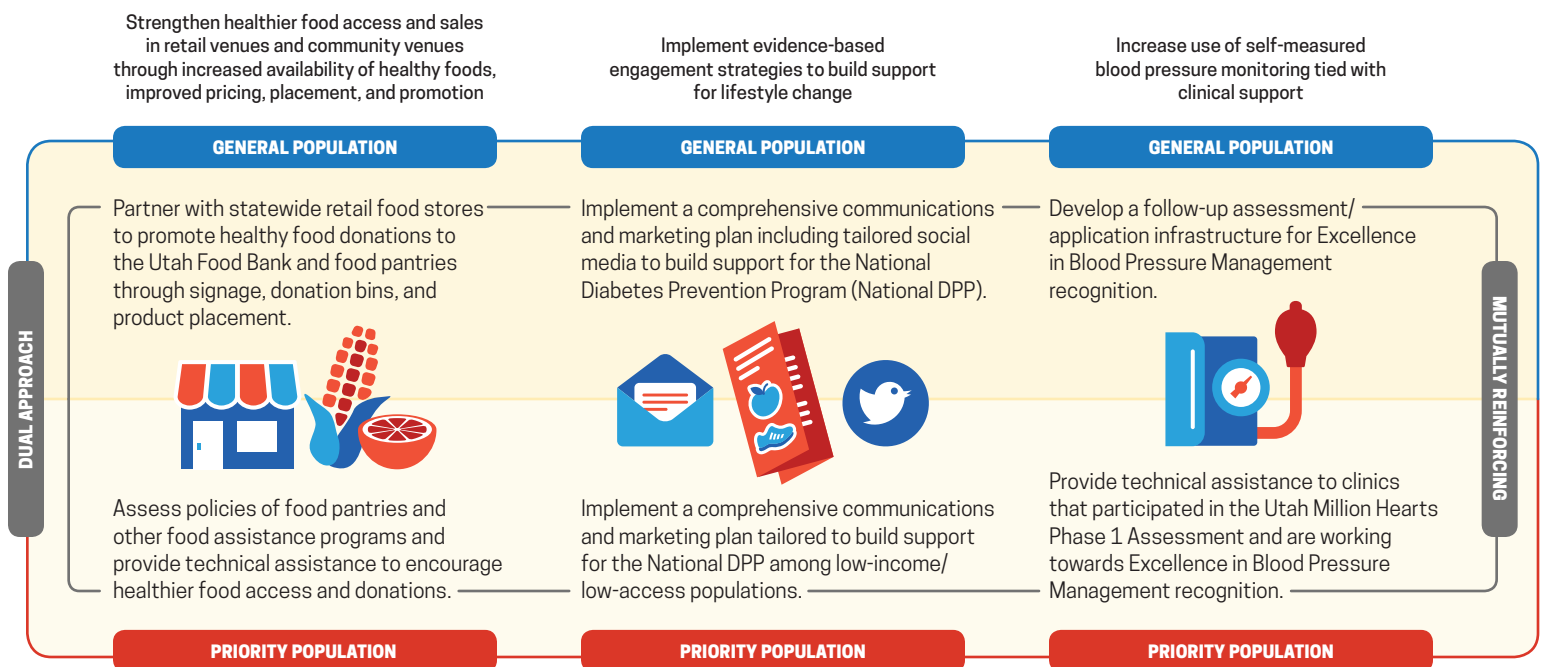 Strengthen healthier food access and sales
in retail venues and community venues
through increased availability of healthy foods,
improved pricing, placement, and promotion
Implement evidence-based
engagement strategies to build support
for lifestyle change
Increase use of self-measured
blood pressure monitoring tied with
clinical support
GENERAL POPULATION
GENERAL POPULATION
GENERAL POPULATION
DUAL APPROACH
Partner with statewide retail food stores
to promote healthy food donations to
the Utah Food Bank and food pantries
through signage, donation bins, and
product placement.
Implement a comprehensive communications
and marketing plan including tailored social
media to build support for the National
Diabetes Prevention Program (National DPP).
Develop a follow-up assessment/
application infrastructure for Excellence
in Blood Pressure Management
recognition.
MUTUALLY REINFORCING
Assess policies of food pantries and
other food assistance programs and
provide technical assistance to encourage
healthier food access and donations.
Implement a comprehensive communications
and marketing plan tailored to build support
for the National DPP among low-income/
low-access populations.
Provide technical assistance to clinics
that participated in the Utah Million Hearts
Phase 1 Assessment and are working
towards Excellence in Blood Pressure
Management recognition.
PRIORITY POPULATION
PRIORITY POPULATION
PRIORITY POPULATION